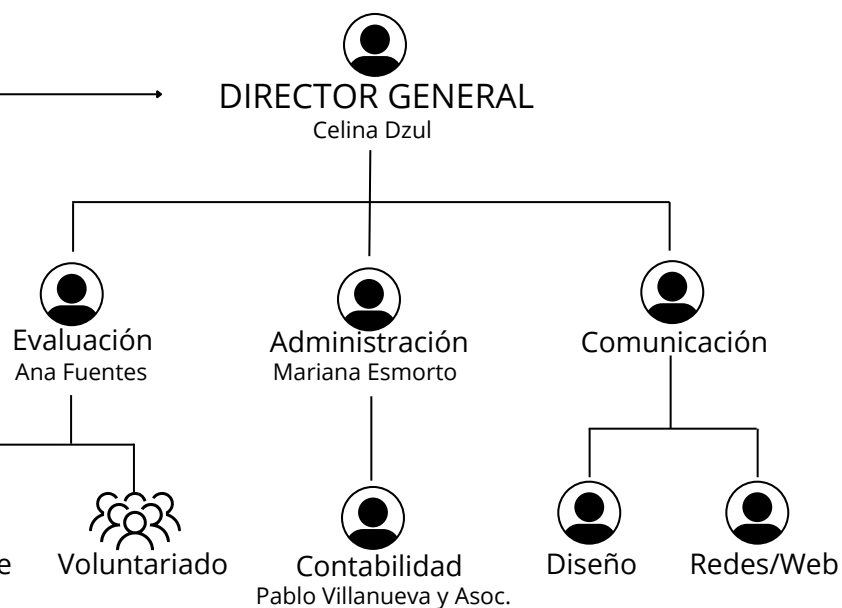 DIRECTOR GENERAL
Celina Dzul
Evaluación
Ana Fuentes
Administración
Mariana Esmorto
Comunicación
Voluntariado
Contabilidad
Pablo Villanueva y Asoc.
Diseño
Redes/Web